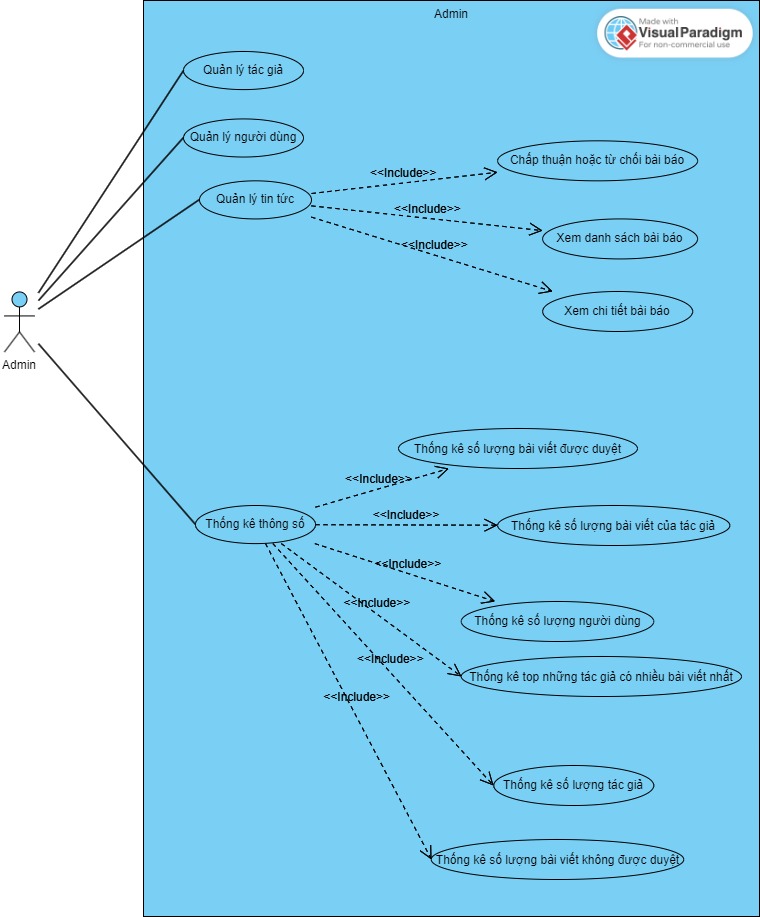 Admin
Made with
VisualParadigm
For non-commercial use
Quản lý tác giả
Quản lý người dùng
Chấp thuận hoặc từ chối bài báo
<<Include>>
Quản lý tin tức
<<Include>>
Xem danh sách bài báo
<<Include>>
Xem chi tiết bài báo
Admin
Thống kê số lượng bài viết được duyệt
<<Include>>
<<Include>>
Thống kê thông số
Thống kê số lượng bài viết của tác giả
<<Include>>
<<Include>>
Thống kê số lượng người dùng
<<Include>>
Thống kê top những tác giả có nhiều bài viết nhất
<<Include>>
Thống kê số lượng tác giả
Thống kê số lượng bài viết không được duyệt